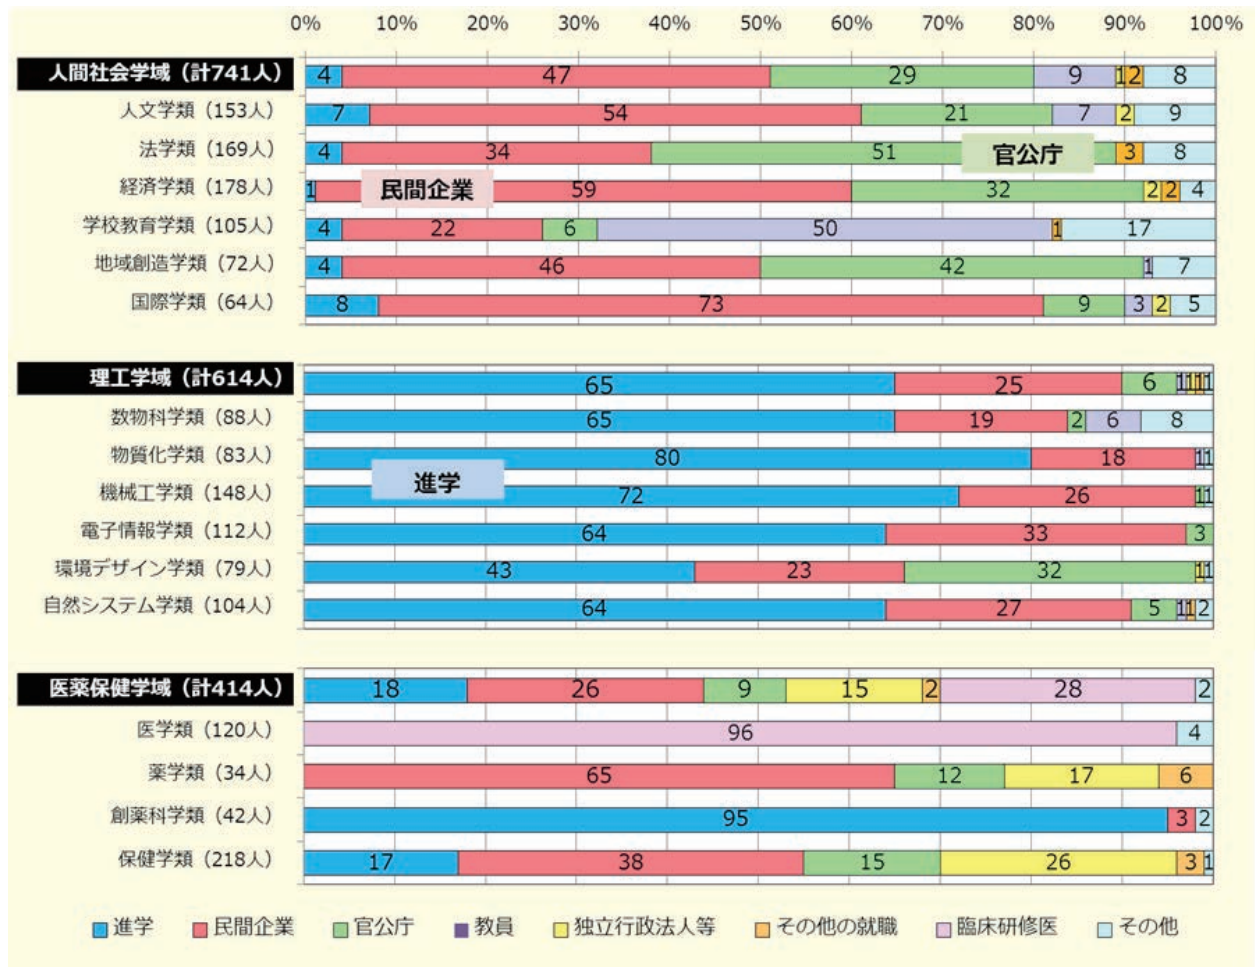 0% 10% 20% 30% 40% 50% 60% 70% 80% 90% 100%
人間社会学域（計741人） 4 47 29 9 1 2 8
人文学類（153人） 7 54 21 7 2 9
法学類（169人） 4 34 51 官公庁 3 8
経済学類（178人） 1 民間企業 59 32 2 2 4
学校教育学類（105人） 4 22 6 50 1 17
地域創造学類（72人） 4 46 42 1 7
国際学類（64人） 8 73 9 3 2 5
理工学域（計614人） 65 25 6 1 1 1 1
数物科学類（88人） 65 19 2 6 8
物質化学類（83人） 80 18 1 1
進学
機械工学類（148人） 72 26 1 1
電子情報学類（112人） 64 33 3
環境デザイン学類（79人） 43 23 32 1 1
自然システム学類（104人） 64 27 5 1 1 2
医薬保健学域（計414人） 18 26 9 15 2 28 2
医学類（120人） 96 4
薬学類（34人） 65 12 17 6
創薬科学類（42人） 95 3 2
保健学類（218人） 17 38 15 26 3 1
進学 民間企業 官公庁 教員 独立行政法人等 その他の就職 臨床研修医 その他